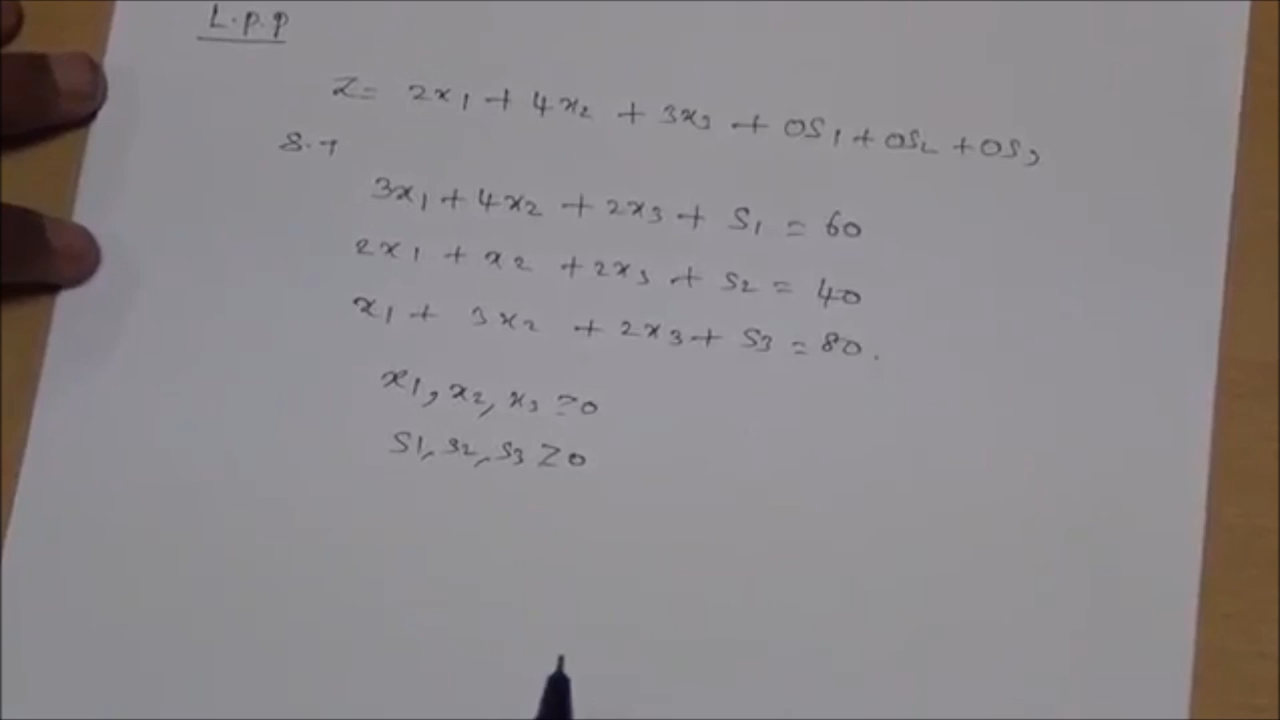 L.p.p
Z= 2x1 + 4x2 + 3x3 + 0S1 + 0S2 + 0S3
S.t
3x1 + 4x2 + 2x3 + S1 = 60
2x1 + x2 + 2x3 + S2 = 40
x1 + 3x2 + 2x3 + S3 = 80.
x1, x2, x3 ≥0
S1, S2, S3 ≥0